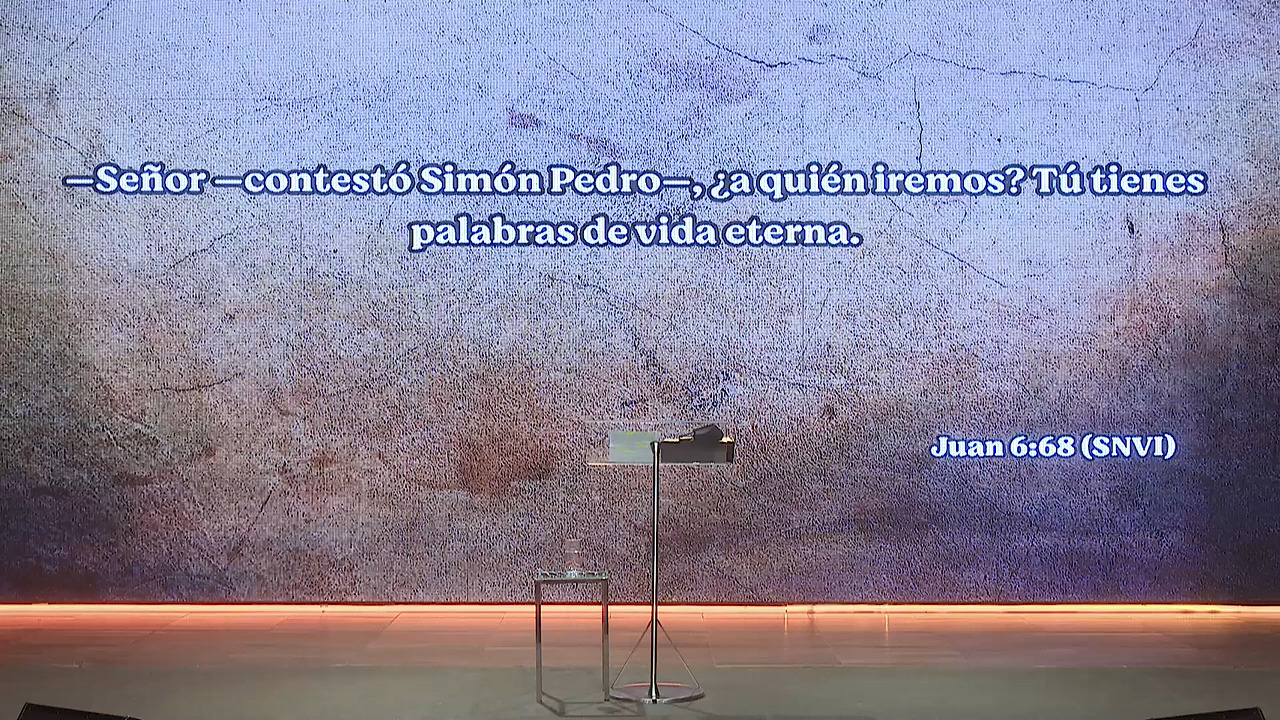 —Señor —contestó Simón Pedro—, ¿a quién iremos? Tú tienes
palabras de vida eterna.
Juan 6:68 (SNVI)